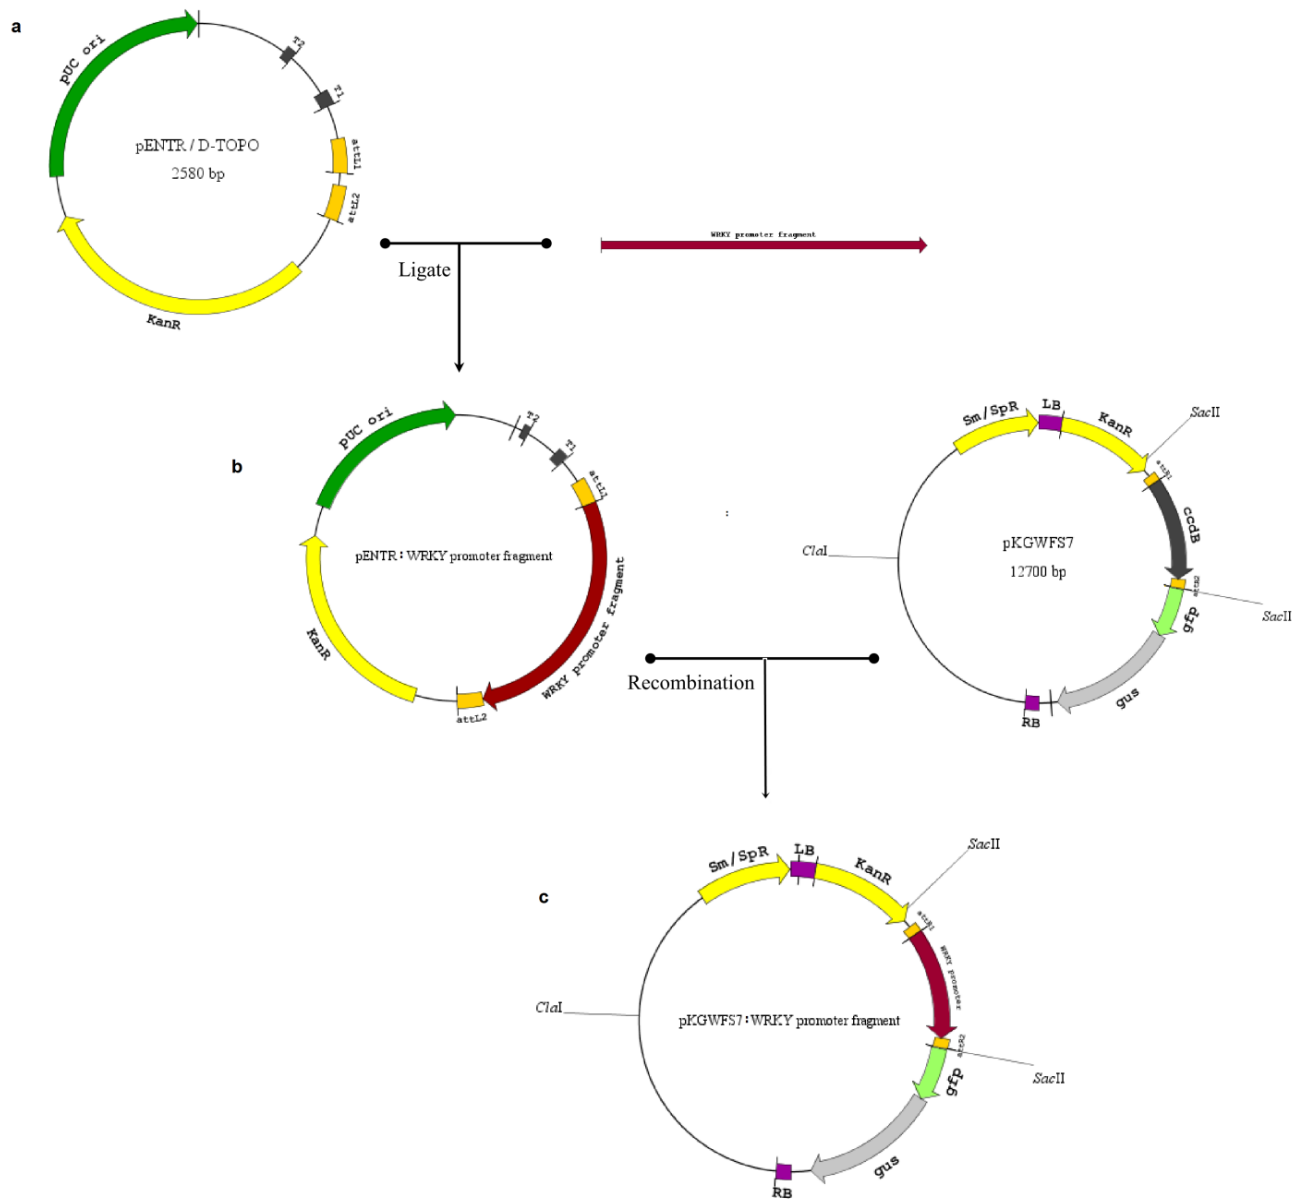 a
pUC ori
T2
T1
pENTR / D-TOPO
2580 bp
attL1
attL2
KanR
WRKY promoter fragment
Ligate
b
pUC ori
T2
T1
attL1
pENTR : WRKY promoter fragment
WRKY promoter fragment
KanR
attL2
:
Sm/SpR
LB
KanR
SacII
attR1
ccdB
ClaI
pKGWFS7
12700 bp
attR2
SacII
gfp
gus
RB
Recombination
c
Sm/SpR
LB
KanR
SacII
attR1
WRKY promoter
ClaI
pKGWFS7 : WRKY promoter fragment
attR2
SacII
gfp
gus
RB